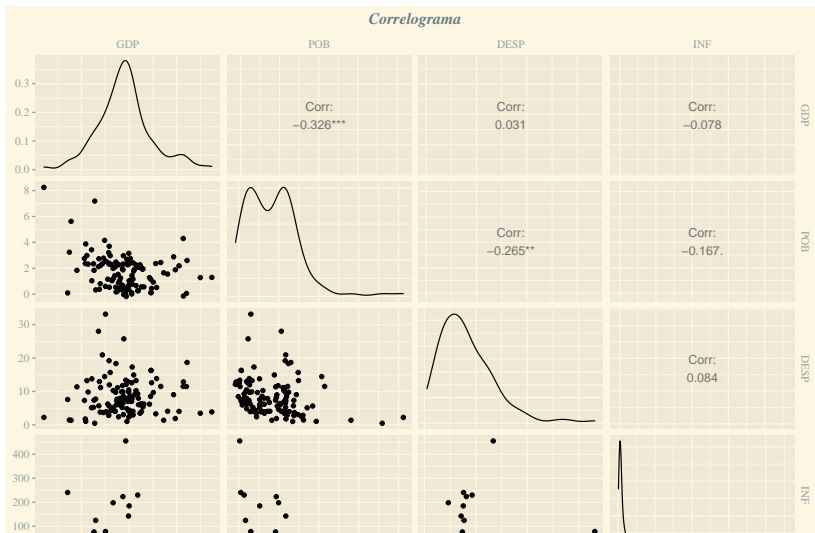 Correlograma
GDP
POB
DESP
INF
0.3
0.2
0.1
0.0
Corr:
−0.326***
Corr:
0.031
Corr:
−0.078
GDP
8
6
4
2
0
Corr:
−0.265**
Corr:
−0.167.
POB
30
20
10
0
Corr:
0.084
DESP
400
300
200
100
INF